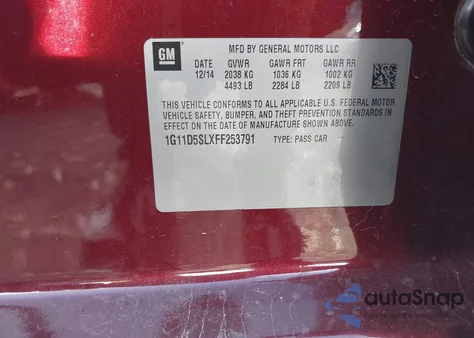 GM
MFD BY GENERAL MOTORS LLC
DATE GVWR GAWR FRT GAWR RR
12/14 2038 KG 1036 KG 1002 KG
4493 LB 2284 LB 2209 LB
THIS VEHICLE CONFORMS TO ALL APPLICABLE U.S. FEDERAL MOTOR
VEHICLE SAFETY, BUMPER, AND THEFT PREVENTION STANDARDS IN
EFFECT ON THE DATE OF MANUFACTURE SHOWN ABOVE.
1G11D5SLXFF253791 TYPE: PASS CAR
autoSnap